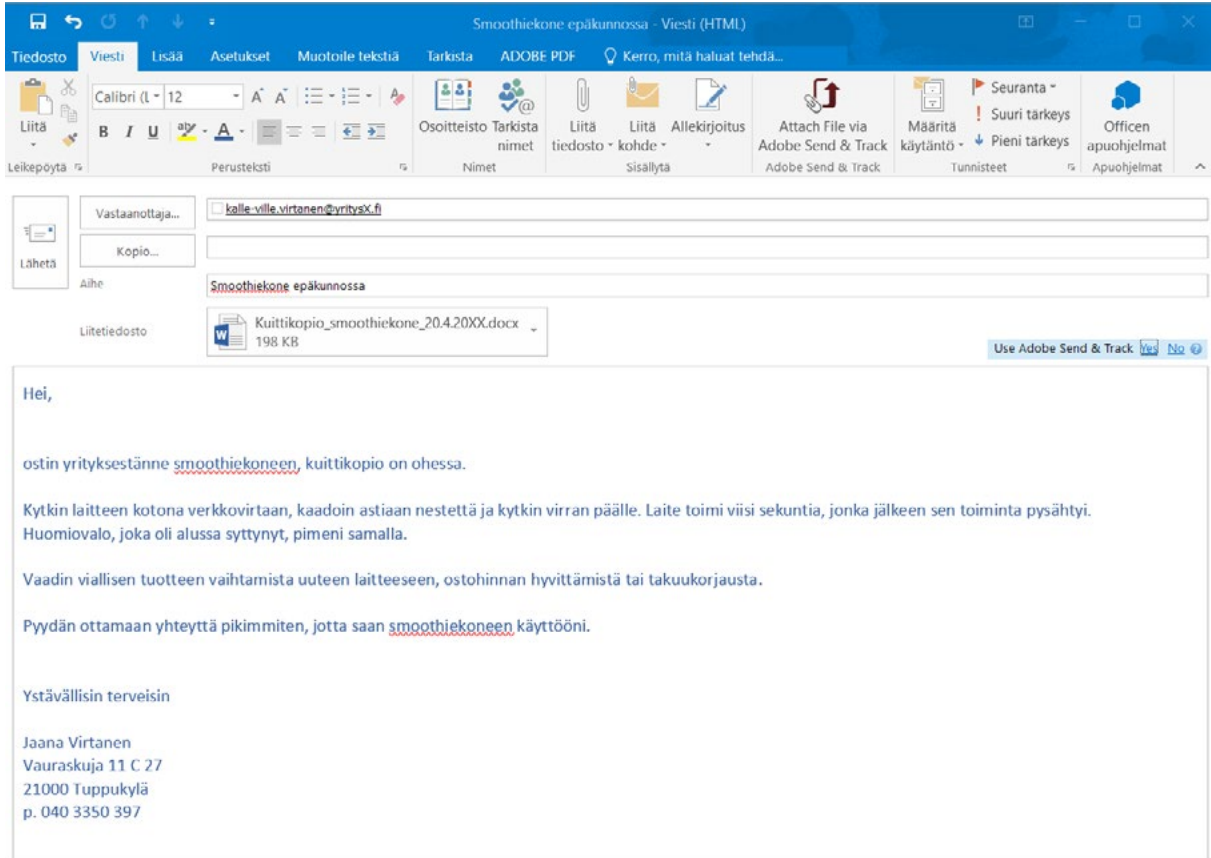 Smoothiekone epäkunnossa - Viesti (HTML)
Tiedosto Viesti Lisää Asetukset Muotoile tekstiä Tarkista ADOBE PDF Kerro, mitä haluat tehdä...
Liitä
Calibri (L 12
B I U
Osoitteisto
Tarkista nimet
Liitä tiedosto
Liitä kohde
Allekirjoitus
Attach File via
Adobe Send & Track
Määritä käytäntö
Seuranta
Suuri tärkeys
Pieni tärkeys
Officen apuohjelmat
Leikepöytä Perusteksti Nimet Sisällytä Adobe Send & Track Tunnisteet Apuohjelmat
Lähetä
Vastaanottaja... kalle-ville.virtanen@yritysX.fi
Kopio...
Aihe Smoothiekone epäkunnossa
Liitetiedosto
Kuittikopio_smoothiekone_20.4.20XX.docx
198 KB
Use Adobe Send & Track Yes No
Hei,
ostin yrityksestänne smoothiekoneen, kuittikopio on ohessa.
Kytkin laitteen kotona verkkovirtaan, kaadoin astiaan nestettä ja kytkin virran päälle. Laite toimi viisi sekuntia, jonka jälkeen sen toiminta pysähtyi.
Huomiovalo, joka oli alussa syttynyt, pimeni samalla.
Vaadin viallisen tuotteen vaihtamista uuteen laitteeseen, ostohinnan hyvittämistä tai takuukorjausta.
Pyydän ottamaan yhteyttä pikimmiten, jotta saan smoothiekoneen käyttööni.
Ystävällisin terveisin
Jaana Virtanen
Vauraskuja 11 C 27
21000 Tuppukylä
p. 040 3350 397